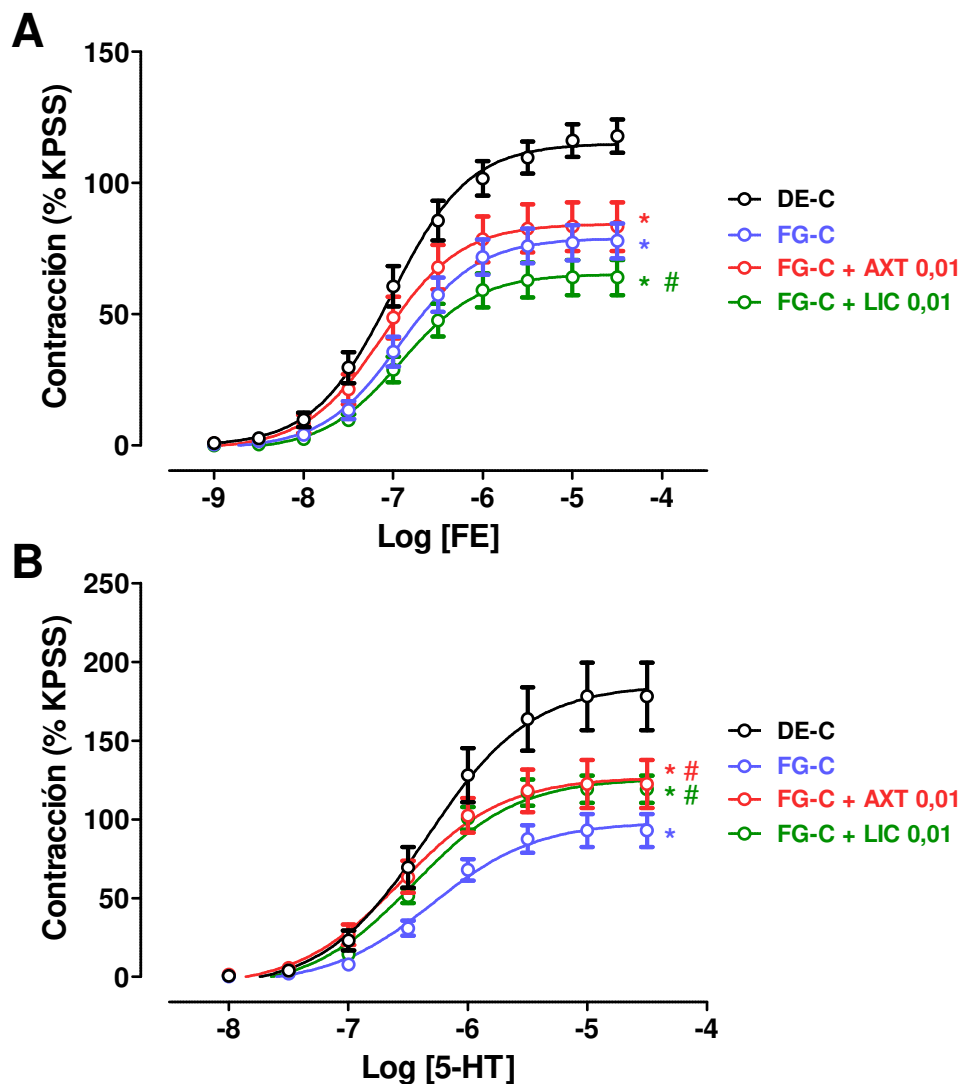 A
150
100
50
0
Contracción (% KPSS)
-9 -8 -7 -6 -5 -4
Log [FE]
*
*
* #
DE-C
FG-C
FG-C + AXT 0,01
FG-C + LIC 0,01
B
250
200
150
100
50
0
Contracción (% KPSS)
-8 -7 -6 -5 -4
Log [5-HT]
* #
* #
*
DE-C
FG-C
FG-C + AXT 0,01
FG-C + LIC 0,01